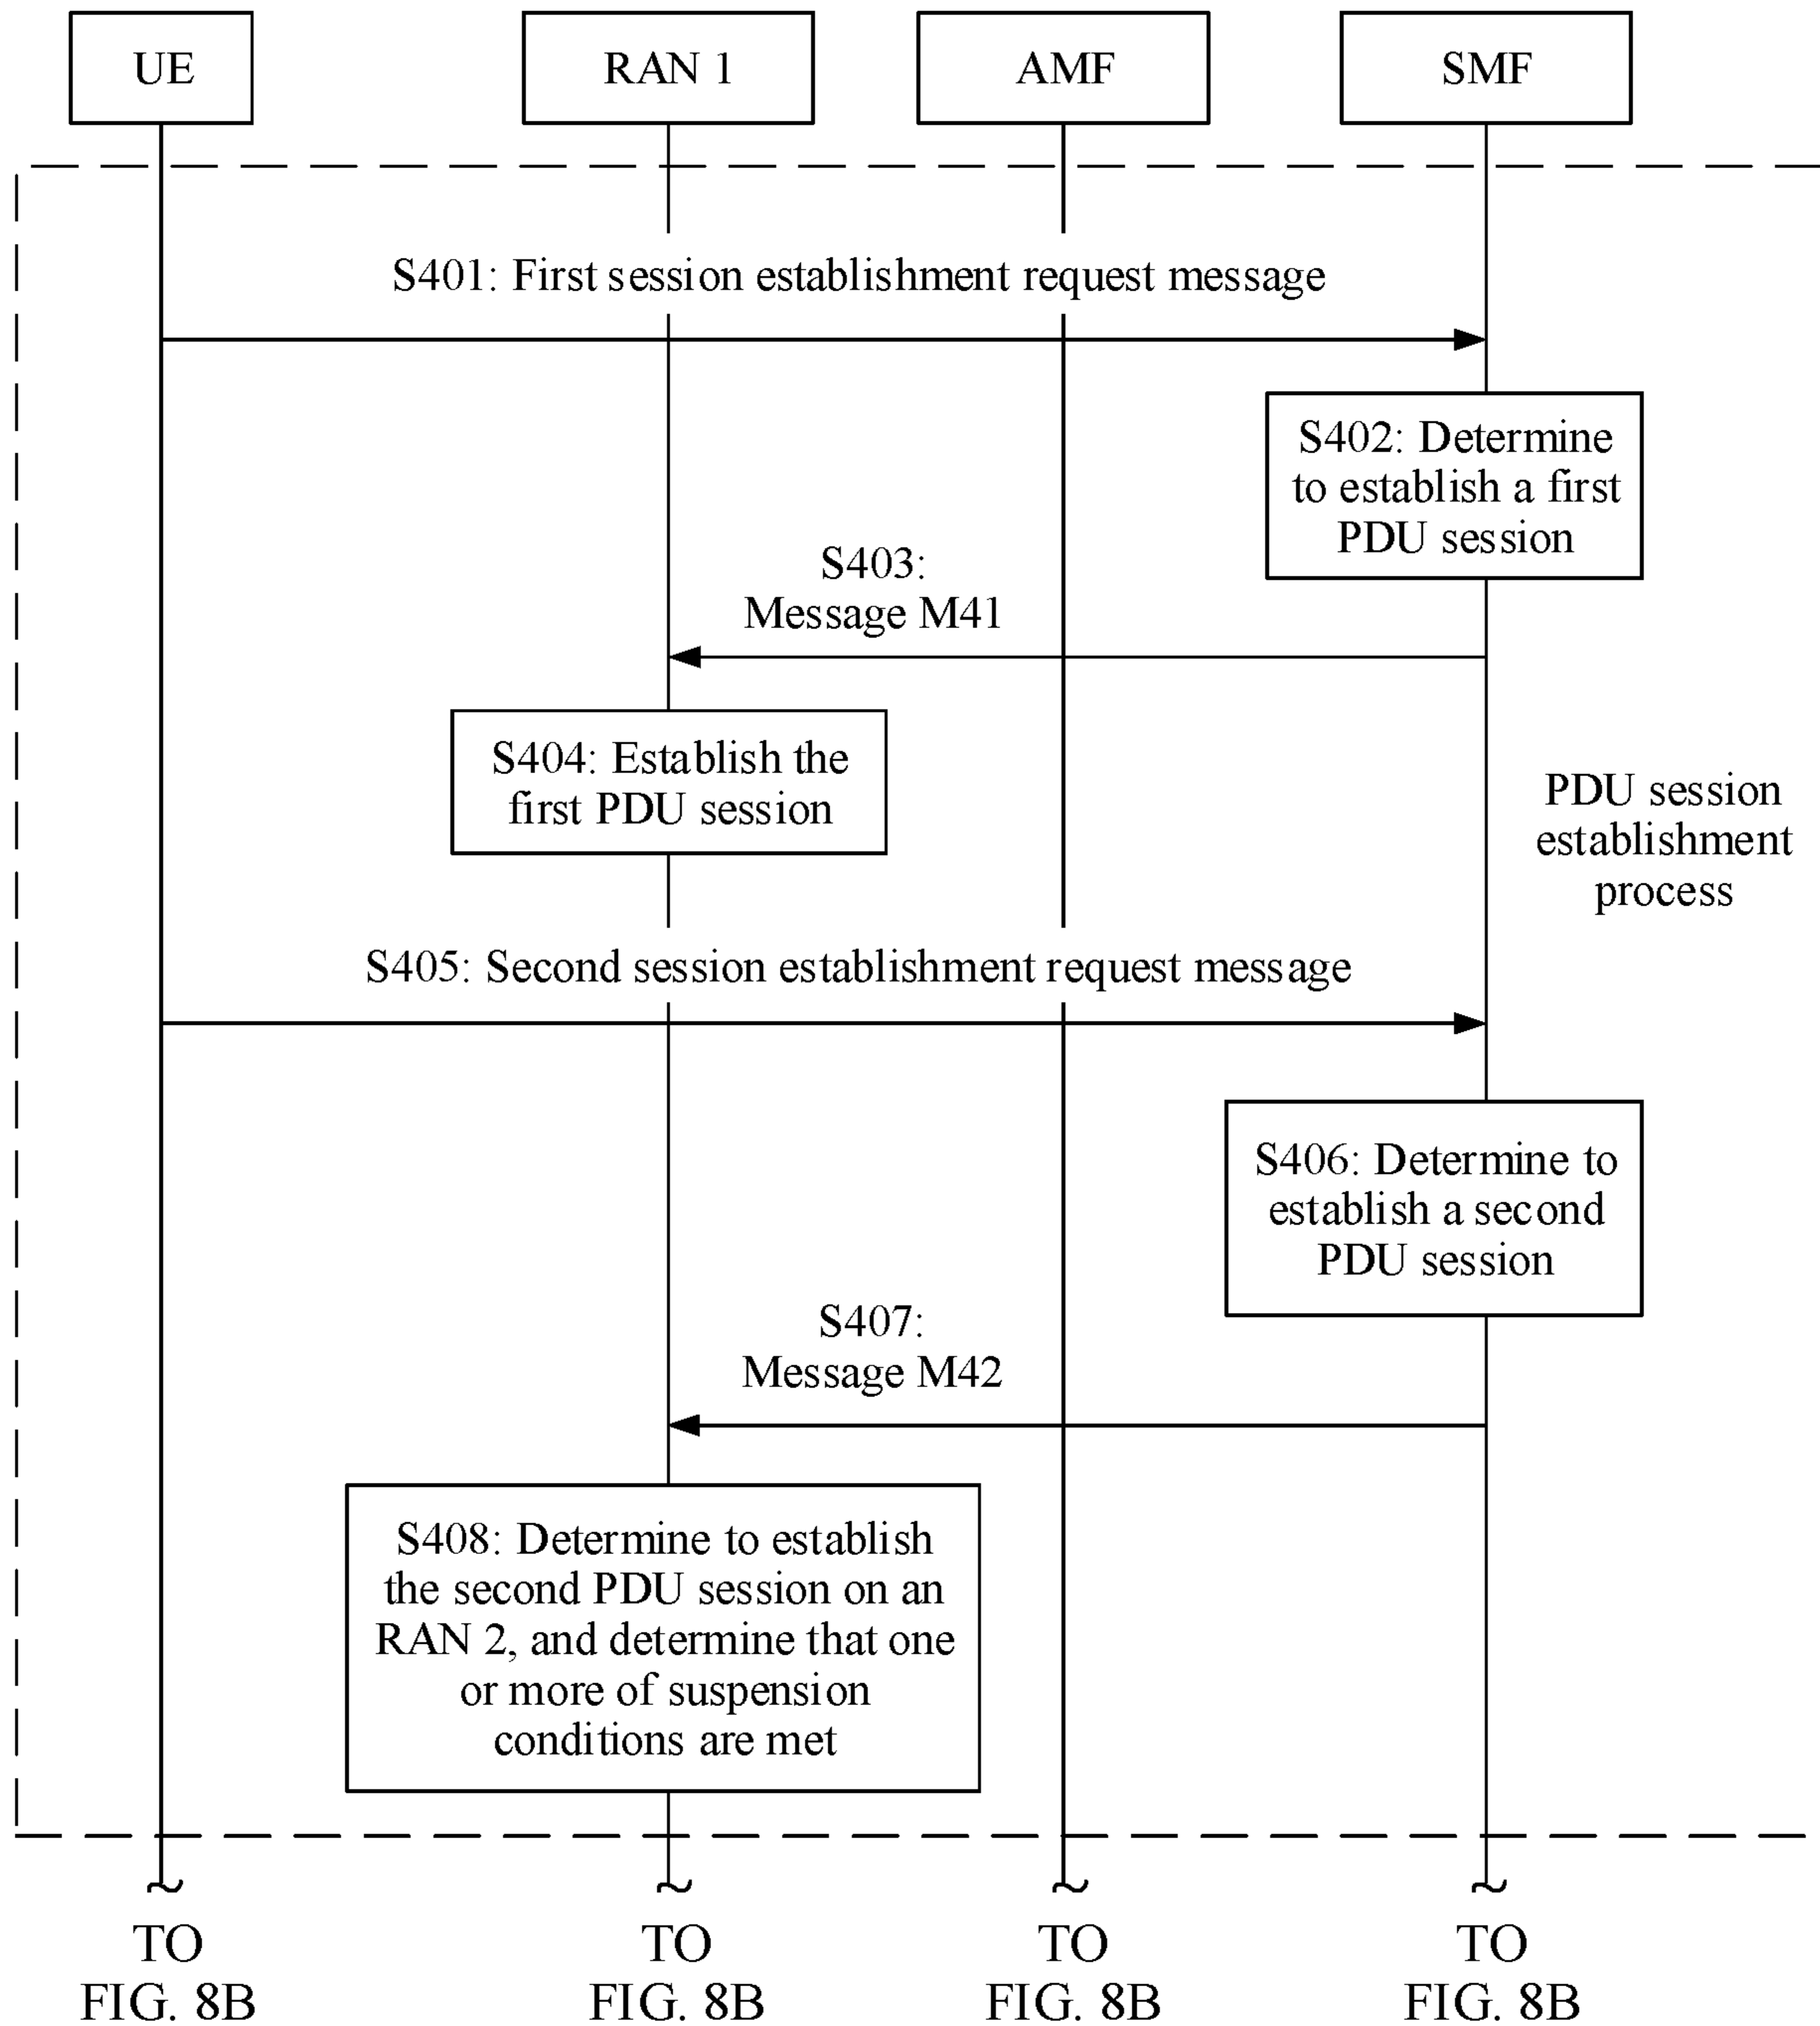 UE
RAN 1
AMF
SMF
S401: First session establishment request message
S402: Determine
to establish a first
PDU session
S403:
Message M41
S404: Establish the
first PDU session
PDU session
establishment
process
S405: Second session establishment request message
S406: Determine to
establish a second
PDU session
S407:
Message M42
S408: Determine to establish
the second PDU session on an
RAN 2, and determine that one
or more of suspension
conditions are met
TO
FIG. 8B
TO
FIG. 8B
TO
FIG. 8B
TO
FIG. 8B